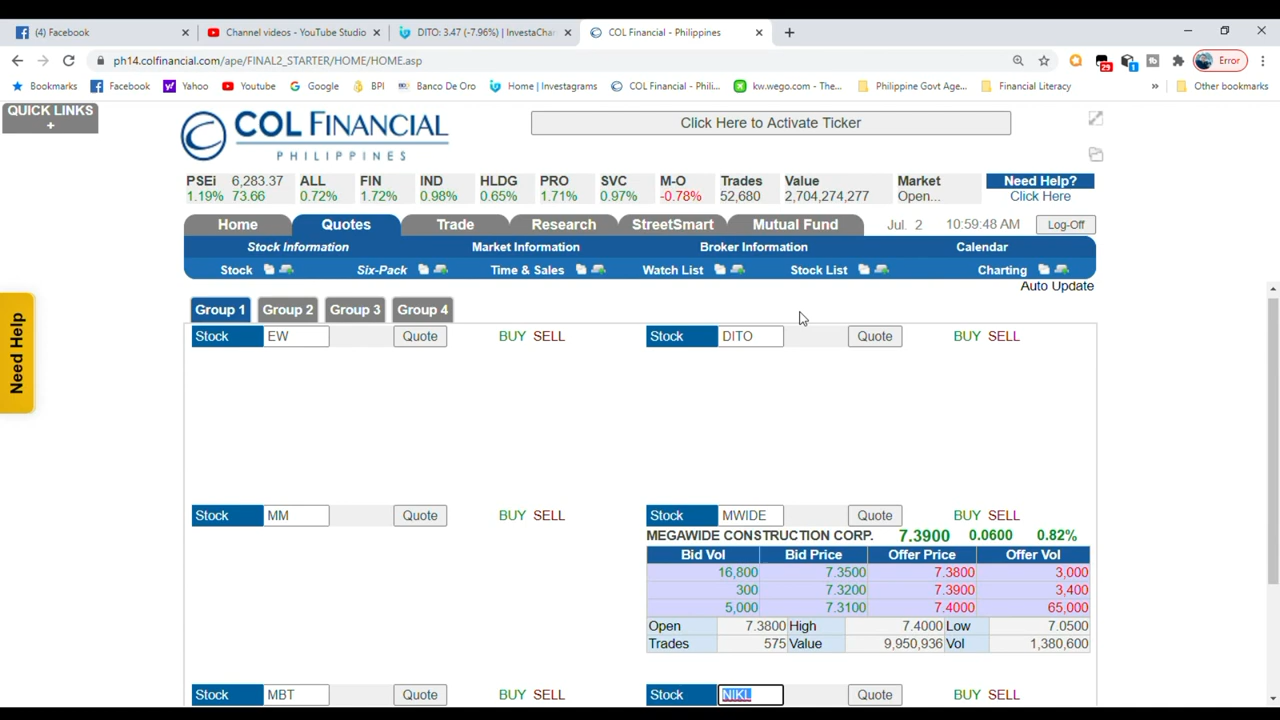 (4) Facebook
Channel videos - YouTube Studio
DITO: 3.47 (-7.96%) | InvestaChar
COL Financial - Philippines
ph14.colfinancial.com/ape/FINAL2_STARTER/HOME/HOME.asp
29
1
Error
Bookmarks Facebook Yahoo Youtube Google BPI Banco De Oro Home | Investagrams COL Financial - Phili... kw.wego.com - The... Philippine Govt Age... Financial Literacy » Other bookmarks
QUICK LINKS
+
COL FINANCIAL
PHILIPPINES
Click Here to Activate Ticker
PSEi 6,283.37 ALL FIN IND HLDG PRO SVC M-O Trades Value Market Need Help?
1.19% 73.66 0.72% 1.72% 0.98% 0.65% 1.71% 0.97% -0.78% 52,680 2,704,274,277 Open... Click Here
Home Quotes Trade Research StreetSmart Mutual Fund Jul. 2 10:59:48 AM Log-Off
Stock Information Market Information Broker Information Calendar
Stock Six-Pack Time & Sales Watch List Stock List Charting
Auto Update
Need Help
Group 1 Group 2 Group 3 Group 4
Stock EW Quote BUY SELL Stock DITO Quote BUY SELL
Stock MM Quote BUY SELL Stock MWIDE Quote BUY SELL
MEGAWIDE CONSTRUCTION CORP. 7.3900 0.0600 0.82%
Bid Vol Bid Price Offer Price Offer Vol
16,800 7.3500 7.3800 3,000
300 7.3200 7.3900 3,400
5,000 7.3100 7.4000 65,000
Open 7.3800 High 7.4000 Low 7.0500
Trades 575 Value 9,950,936 Vol 1,380,600
Stock MBT Quote BUY SELL Stock NIKL Quote BUY SELL